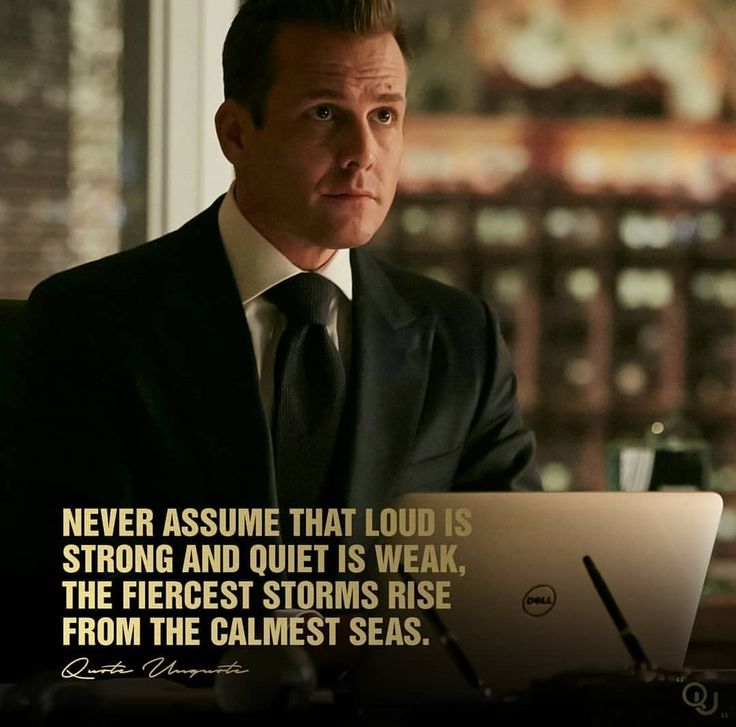 NEVER ASSUME THAT LOUD IS
STRONG AND QUIET IS WEAK,
THE FIERCEST STORMS RISE
FROM THE CALMEST SEAS.
Quote Unquote
DELL
"QU"